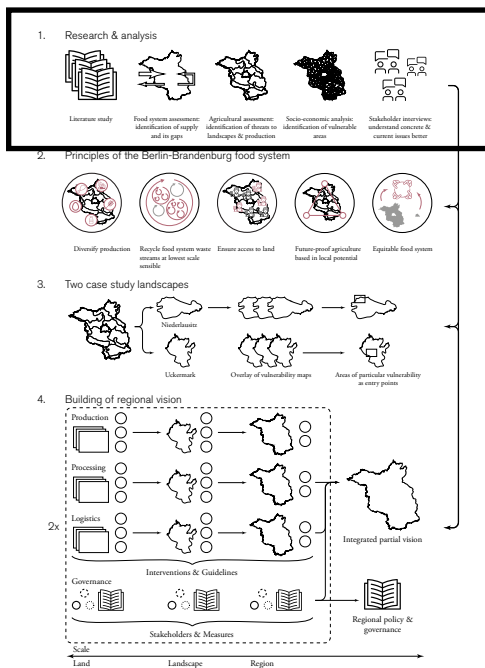 1. Research & analysis
Literature study
Food system assessment:
identification of supply
and its gaps
Agricultural assessment:
identification of threats to
landscapes & production
Socio-economic analysis:
identification of vulnerable
areas
Stakeholder interviews:
understand concrete &
current issues better
2. Principles of the Berlin-Brandenburg food system
Diversify production
Recycle food system waste
streams at lowest scale
sensible
Ensure access to land
Future-proof agriculture
based in local potential
Equitable food system
3. Two case study landscapes
Niederlausitz
Uckermark
Overlay of vulnerability maps
Areas of particular vulnerability
as entry points
4. Building of regional vision
Production
Processing
2x
Logistics
Integrated partial vision
Interventions & Guidelines
Governance
Stakeholders & Measures
Regional policy &
governance
Scale
Land Landscape Region